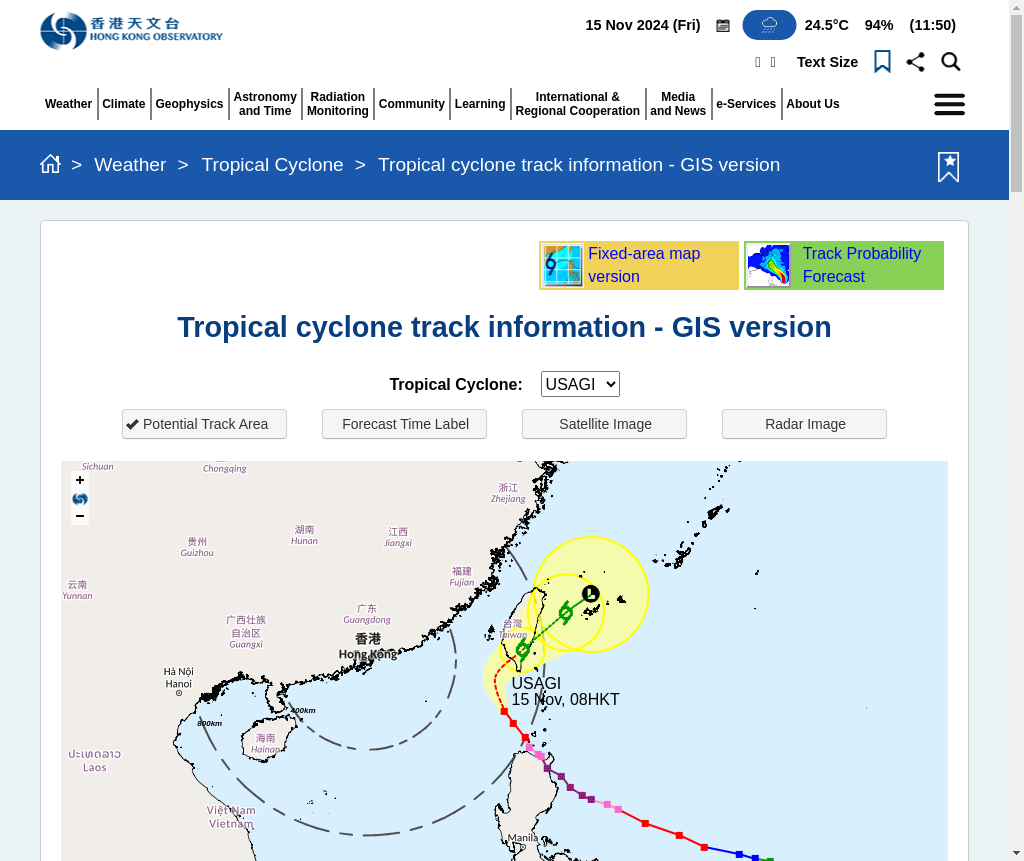 香港天文台
HONG KONG OBSERVATORY
15 Nov 2024 (Fri) 24.5°C 94% (11:50)
Text Size
Weather Climate Geophysics Astronomy and Time Radiation Monitoring Community Learning International & Regional Cooperation Media and News e-Services About Us
> Weather > Tropical Cyclone > Tropical cyclone track information - GIS version
Fixed-area map version
Track Probability Forecast
Tropical cyclone track information - GIS version
Tropical Cyclone: USAGI
Potential Track Area Forecast Time Label Satellite Image Radar Image
Sichuan
Chongqing
+
−
浙江
Zhejiang
湖南
Hunan
江西
Jiangxi
贵州
Guizhou
福建
Fujian
云南
Yunnan
广西壮族
自治区
Guangxi
广东
Guangdong
香港
Hong Kong
台灣
Taiwan
L
Hà Nội
Hanoi
USAGI
15 Nov, 08HKT
400km
800km
海南
Hainan
ປະເທດລາວ
Laos
Việt Nam
Vietnam
Manila